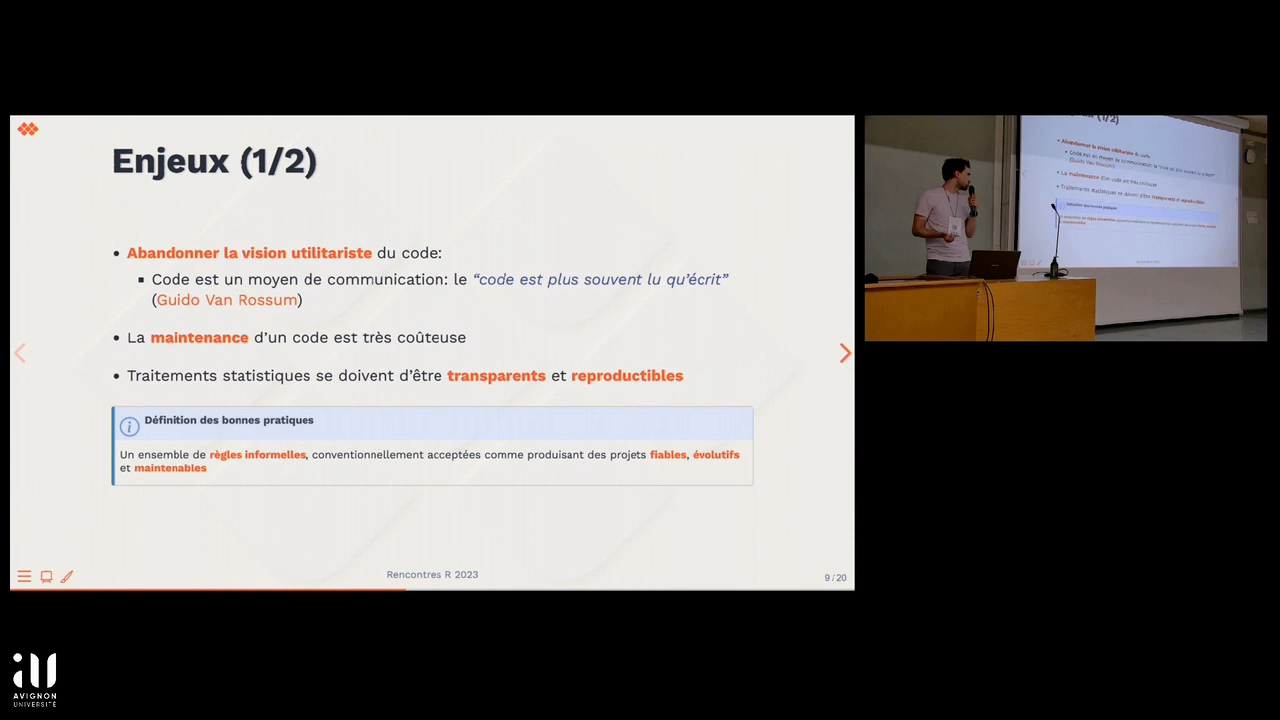 Enjeux (1/2)
• Abandonner la vision utilitariste du code:
▪ Code est un moyen de communication: le “code est plus souvent lu qu’écrit”
(Guido Van Rossum)
• La maintenance d’un code est très coûteuse
• Traitements statistiques se doivent d’être transparents et reproductibles
Définition des bonnes pratiques
Un ensemble de règles informelles, conventionnellement acceptées comme produisant des projets fiables, évolutifs
et maintenables
Rencontres R 2023
9 / 20
AVIGNON
UNIVERSITÉ